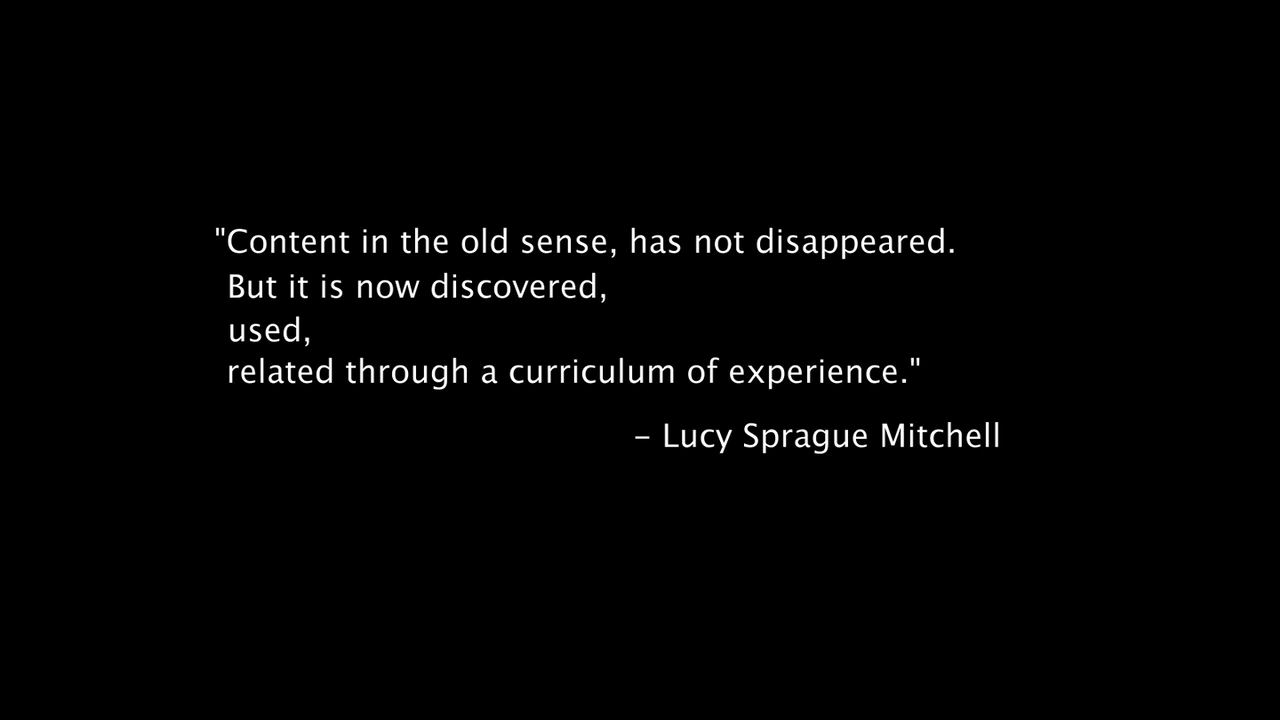 "Content in the old sense, has not disappeared.
But it is now discovered,
used,
related through a curriculum of experience."
– Lucy Sprague Mitchell